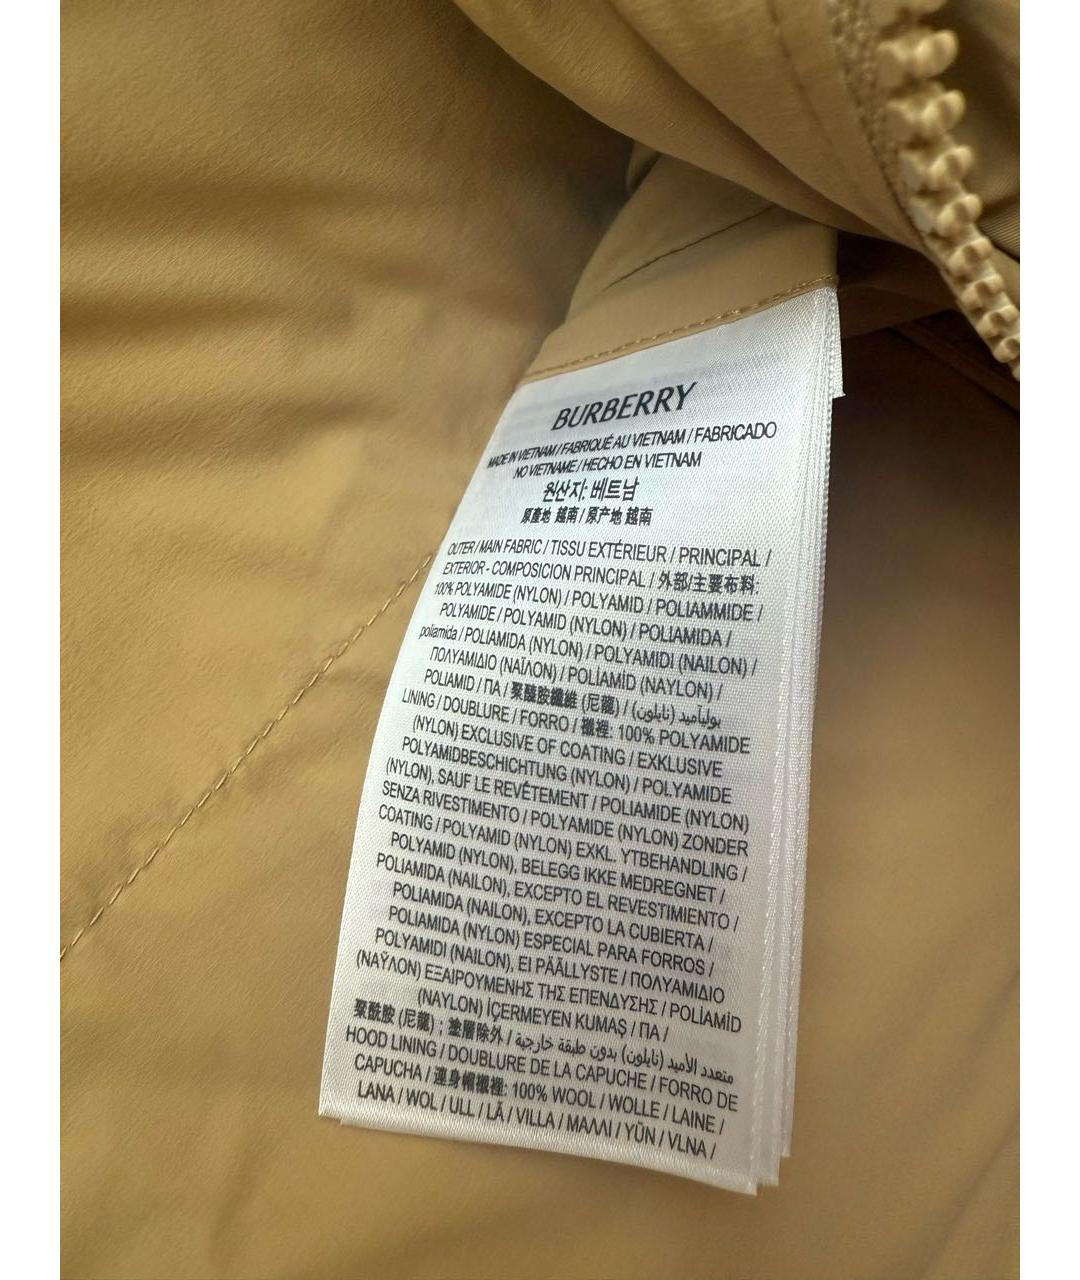 BURBERRY
MADE IN VIETNAM / FABRIQUÉ AU VIETNAM / FABRICADO
NO VIETNAME / HECHO EN VIETNAM
원산지: 베트남
原產地 越南 / 原产地 越南
OUTER / MAIN FABRIC / TISSU EXTÉRIEUR / PRINCIPAL /
EXTERIOR - COMPOSICION PRINCIPAL / 外部/主要布料:
100% POLYAMIDE (NYLON) / POLYAMID / POLIAMMIDE /
POLYAMIDE / POLYAMID (NYLON) / POLIAMIDA /
poliamida / POLIAMIDA (NYLON) / POLYAMIDI (NAILON) /
ΠΟΛΥΑΜΙΔΙΟ (ΝΑΪΛΟΝ) / POLİAMİD (NAYLON) /
POLIAMID / ПА / 聚醯胺纖維 (尼龍) / بولياميد (نايلون)
LINING / DOUBLURE / FORRO / 襯裡: 100% POLYAMIDE
(NYLON) EXCLUSIVE OF COATING / EXKLUSIVE
POLYAMIDBESCHICHTUNG (NYLON) / POLYAMIDE
(NYLON), SAUF LE REVÊTEMENT / POLIAMIDE (NYLON)
SENZA RIVESTIMENTO / POLYAMIDE (NYLON) ZONDER
COATING / POLYAMID (NYLON) EXKL. YTBEHANDLING /
POLYAMID (NYLON), BELEGG IKKE MEDREGNET /
POLIAMIDA (NAILON), EXCEPTO EL REVESTIMIENTO /
POLIAMIDA (NAILON), EXCEPTO LA CUBIERTA /
POLIAMIDA (NYLON) ESPECIAL PARA FORROS /
POLYAMIDI (NAILON), EI PÄÄLLYSTE / ΠΟΛΥΑΜΙΔΙΟ
(ΝΑΫΛΟΝ) ΕΞΑΙΡΟΥΜΕΝΗΣ ΤΗΣ ΕΠΕΝΔΥΣΗΣ / POLİAMİD
(NAYLON) İÇERMEYEN KUMAŞ / ПА /
聚酰胺 (尼龍) ; 塗層除外 / متعدد الأميد (نايلون) بدون طبقة خارجية
HOOD LINING / DOUBLURE DE LA CAPUCHE / FORRO DE
CAPUCHA / 連身帽襯裡: 100% WOOL / WOLLE / LAINE /
LANA / WOL / ULL / LÃ / VILLA / ΜΑΛΛΙ / YÜN / VLNA /